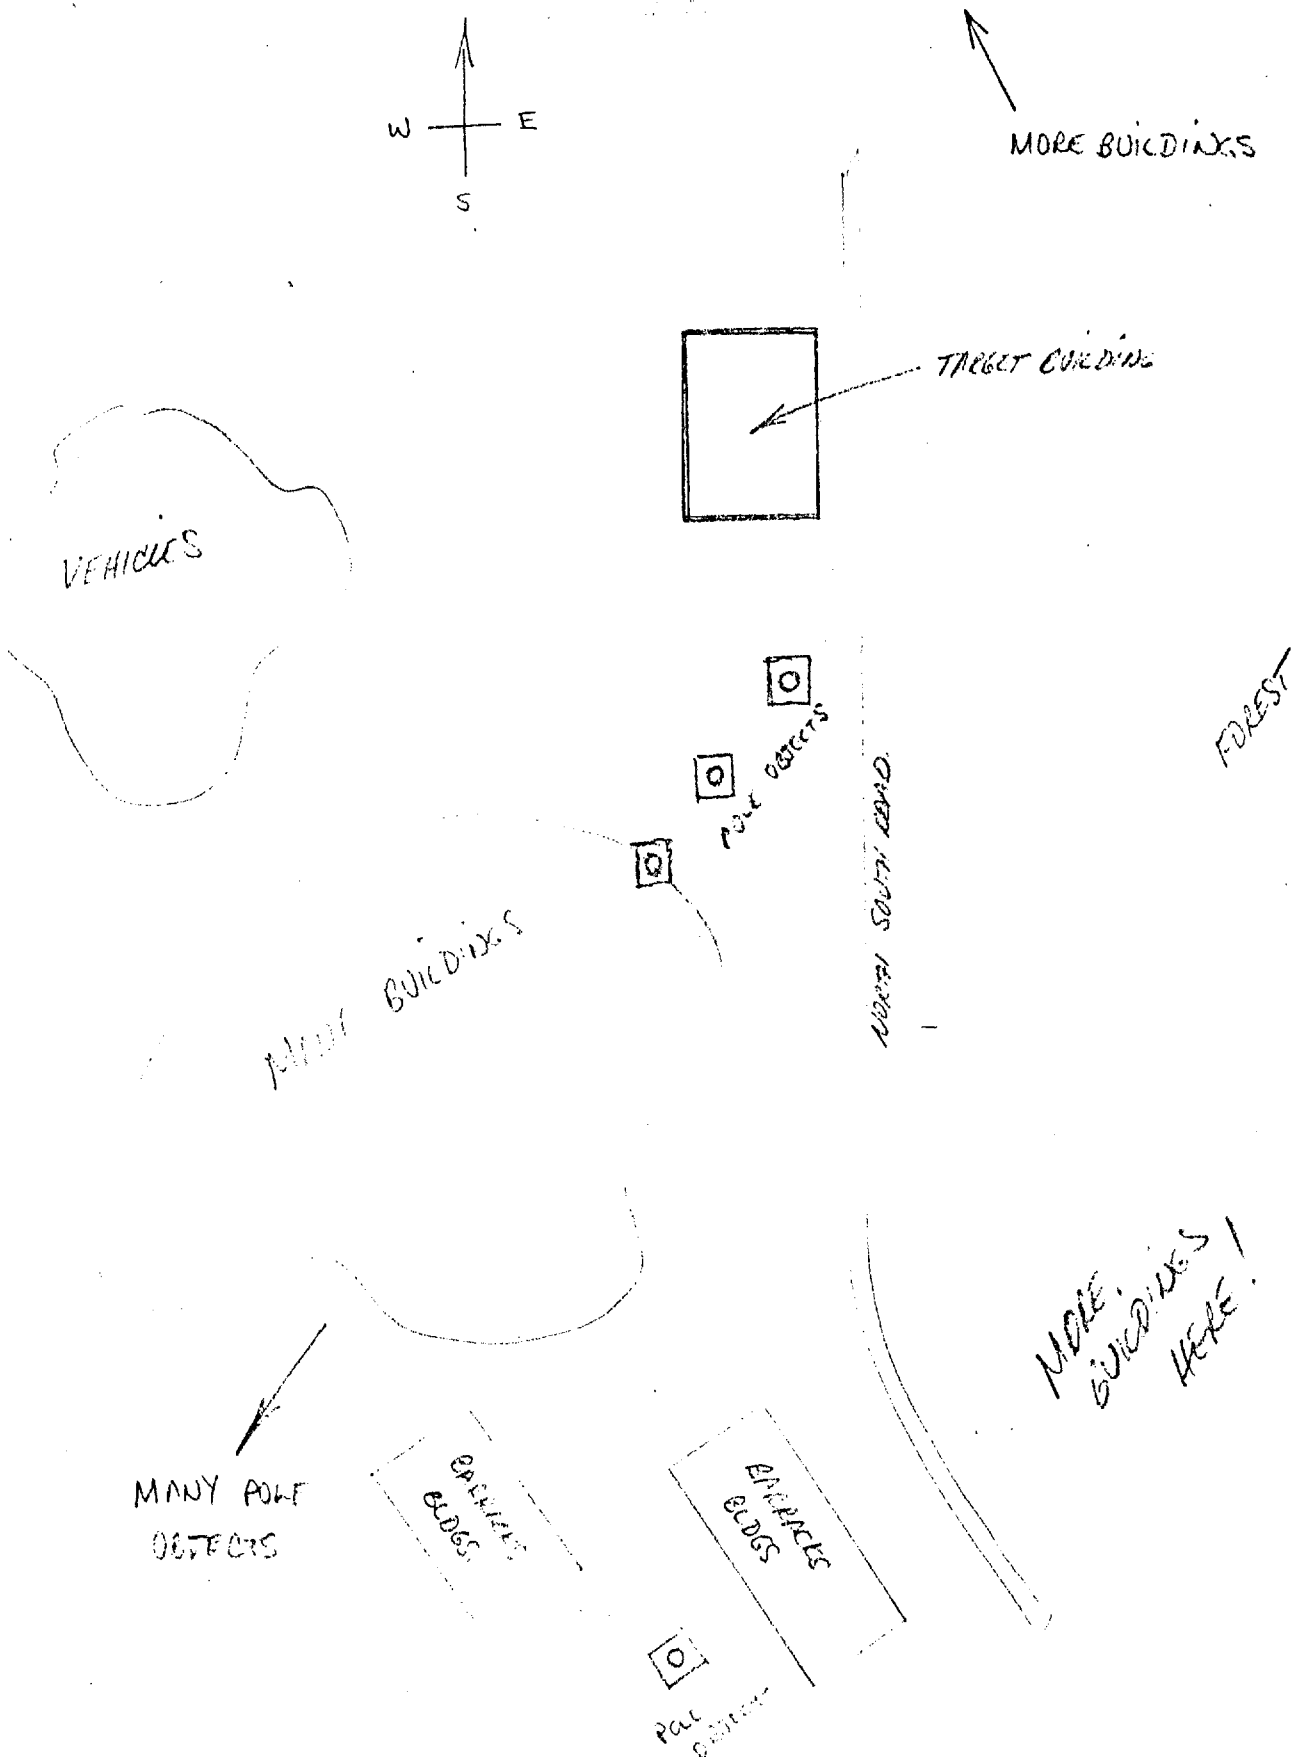 W E
S
MORE BUILDINGS
TARGET BUILDING
VEHICLES
FOREST
POLE OBJECTS
NORTH SOUTH ROAD
MANY BUILDINGS
MORE
BUILDINGS
HERE!
MANY POLE
OBJECTS
BARRACKS
BLDGS
BARRACKS
BLDGS
POLE
OBJECT